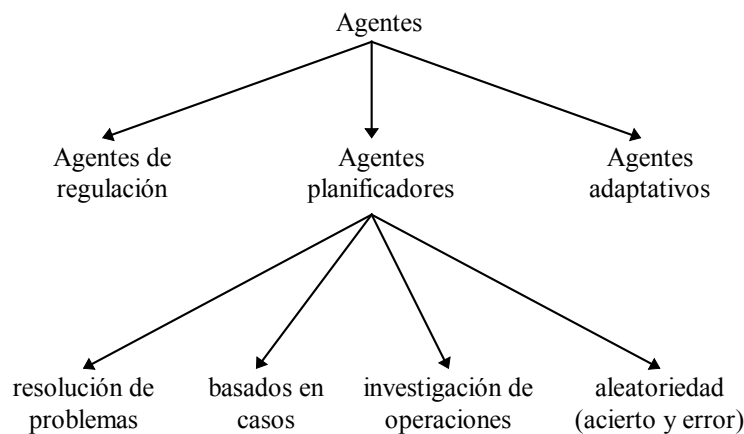 Agentes
Agentes de
regulación
Agentes
planificadores
Agentes
adaptativos
resolución de
problemas
basados en
casos
investigación de
operaciones
aleatoriedad
(acierto y error)